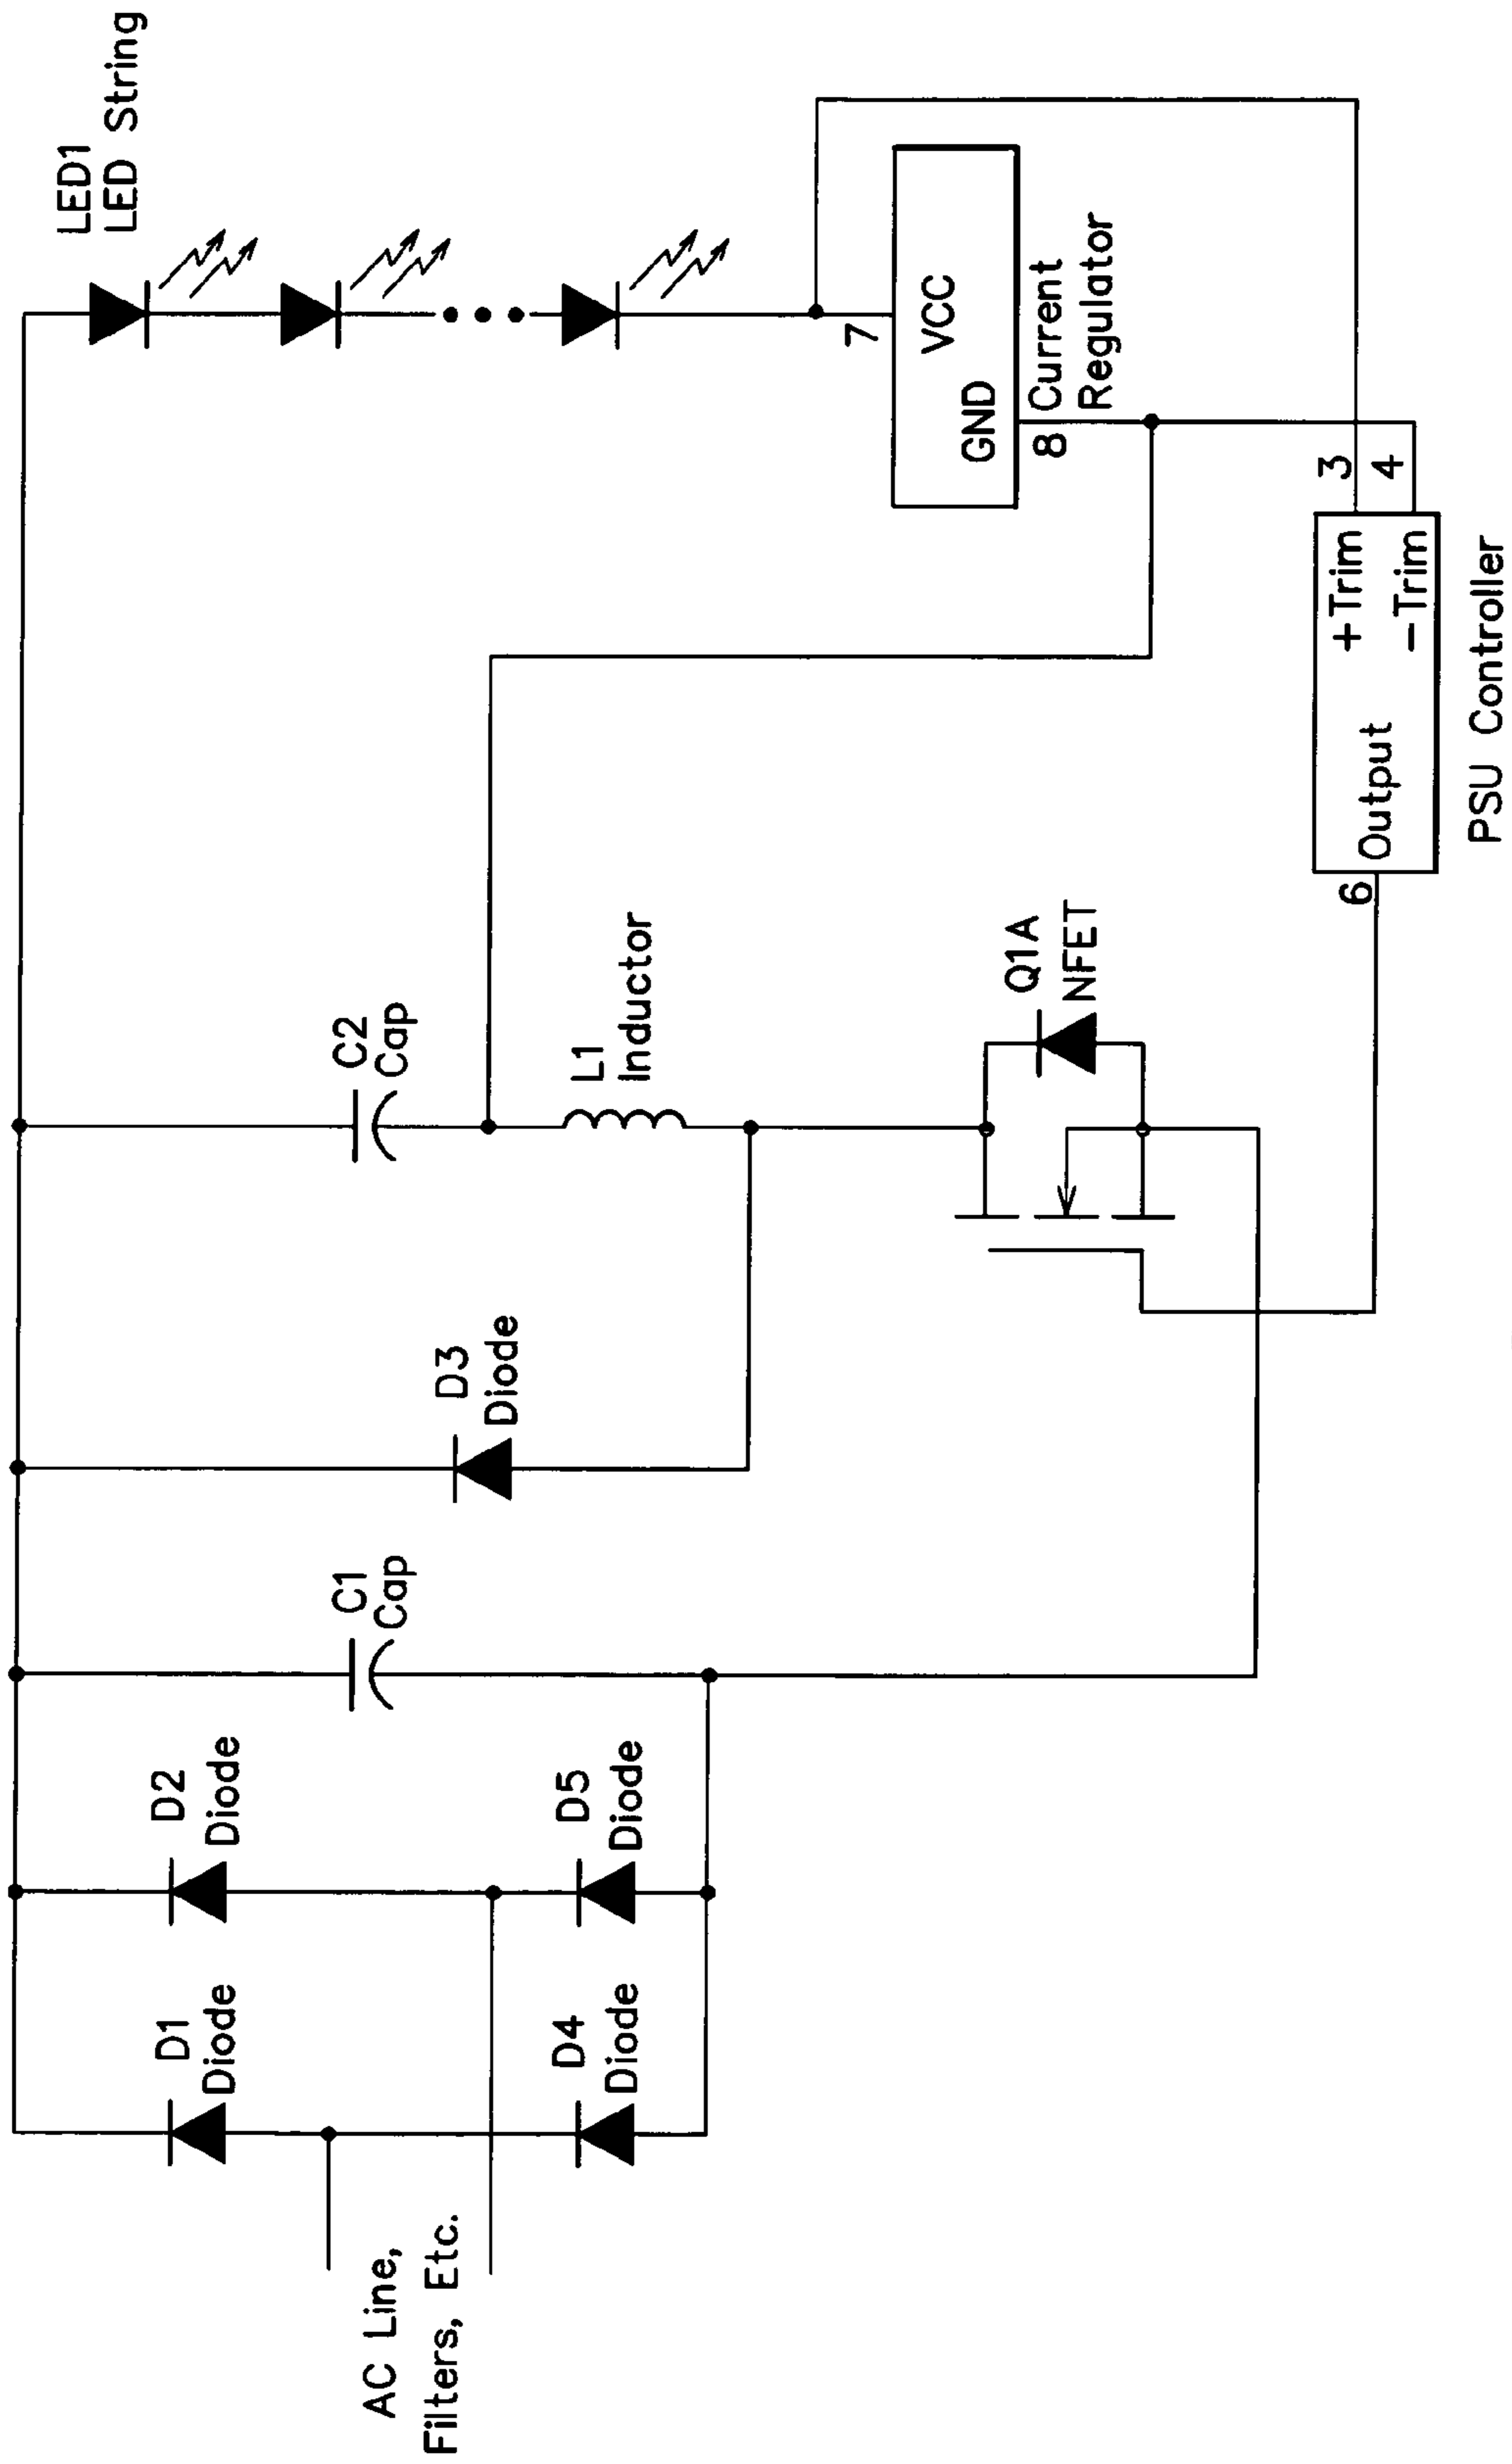 LED1
LED String
C2
Cap
C1
Cap
D3
Diode
D2
Diode
D1
Diode
D5
Diode
D4
Diode
AC Line,
Filters, Etc.
L1
Inductor
Q1A
NFET
7
VCC
GND
8
Current
Regulator
3
4
+Trim
−Trim
Output
6
PSU Controller